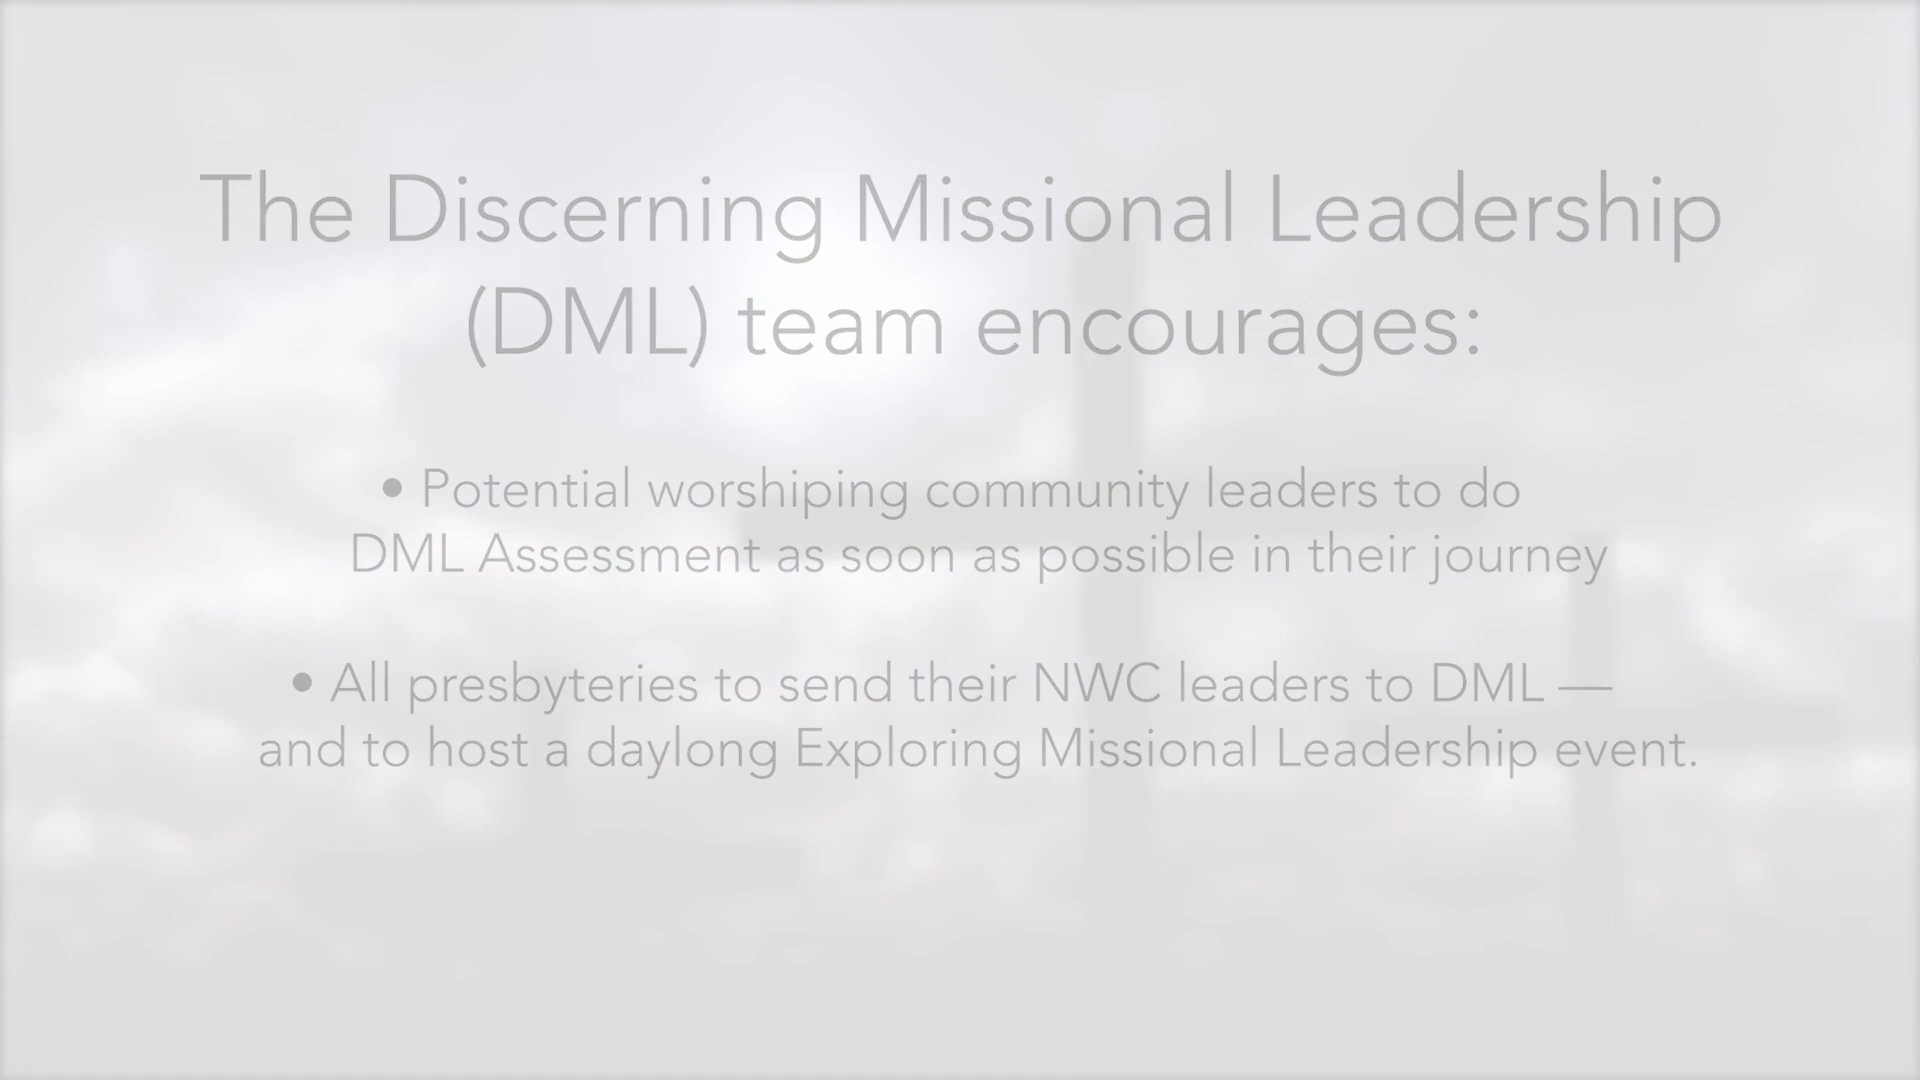 The Discerning Missional Leadership
(DML) team encourages:
• Potential worshiping community leaders to do
DML Assessment as soon as possible in their journey
• All presbyteries to send their NWC leaders to DML —
and to host a daylong Exploring Missional Leadership event.